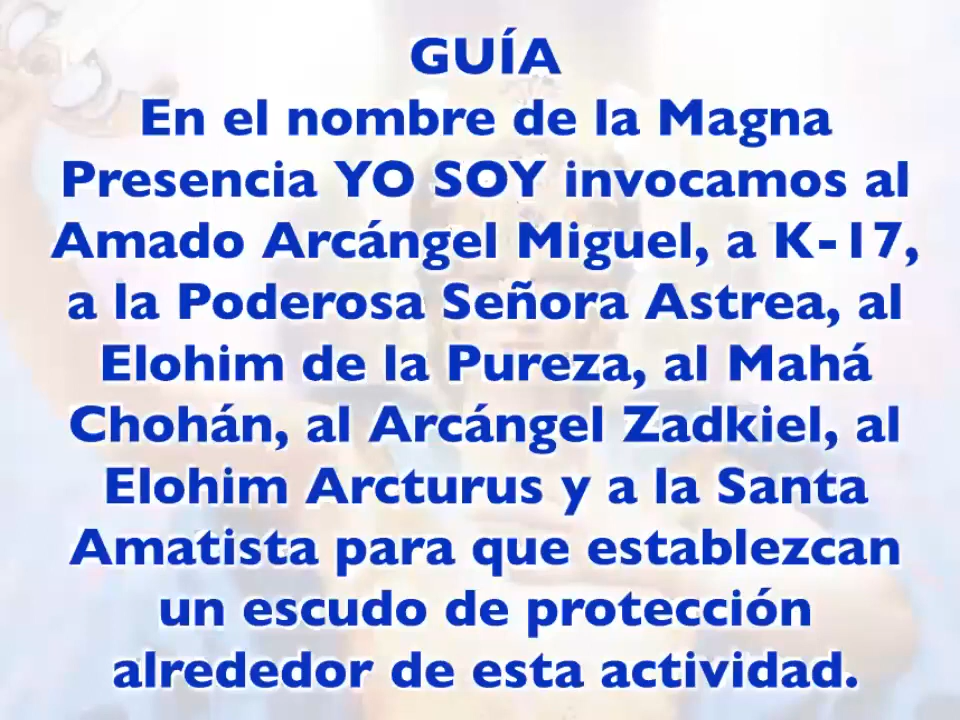 GUÍA
En el nombre de la Magna
Presencia YO SOY invocamos al
Amado Arcángel Miguel, a K-17,
a la Poderosa Señora Astrea, al
Elohim de la Pureza, al Mahá
Chohán, al Arcángel Zadkiel, al
Elohim Arcturus y a la Santa
Amatista para que establezcan
un escudo de protección
alrededor de esta actividad.